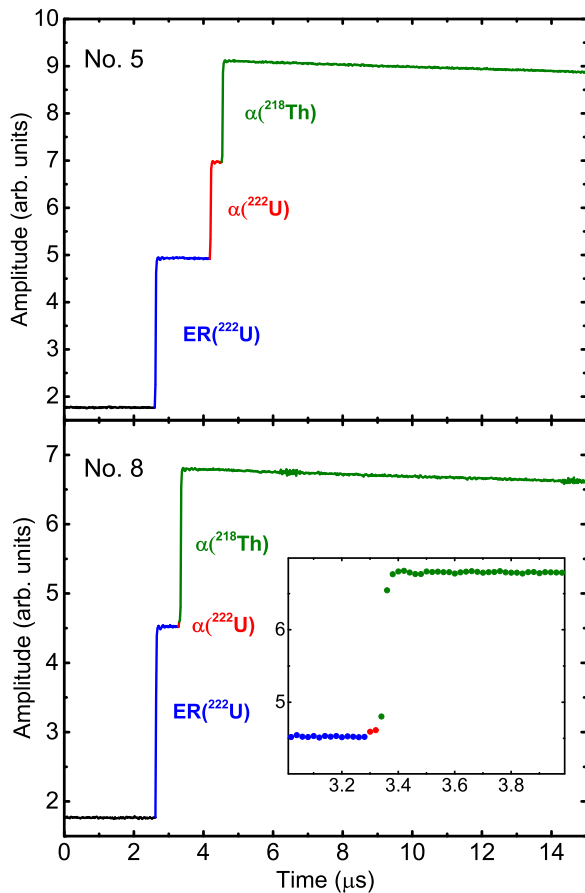 10
9
8
7
6
5
4
3
2
Amplitude (arb. units)
No. 5
α(²¹⁸Th)
α(²²²U)
ER(²²²U)
7
6
5
4
3
2
Amplitude (arb. units)
No. 8
α(²¹⁸Th)
α(²²²U)
ER(²²²U)
6
5
3.2 3.4 3.6 3.8
0 2 4 6 8 10 12 14
Time (μs)